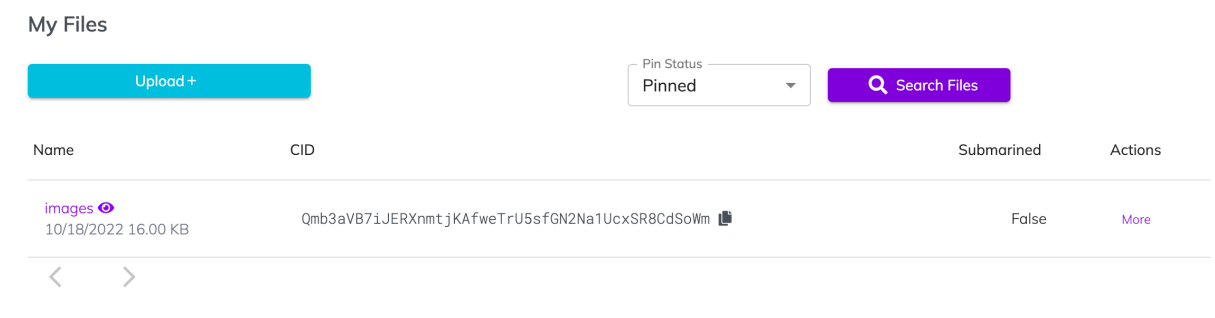 My Files
Upload+
Pin Status
Pinned
Search Files
Name CID Submarined Actions
images
10/18/2022 16.00 KB
Qmb3aVB7iJERXnmtjKAfweTrU5sfGN2Na1UcxSR8CdSoWm
False
More